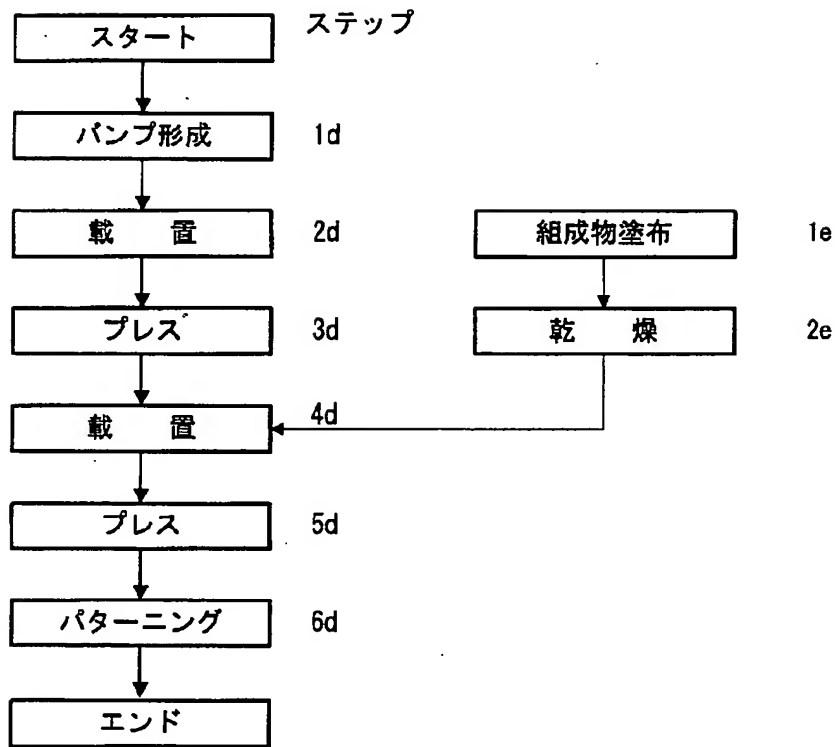 スタート ステップ
バンプ形成 1d
載 置 2d
プレス 3d
載 置 4d
プレス 5d
パターニング 6d
エンド
組成物塗布 1e
乾 燥 2e